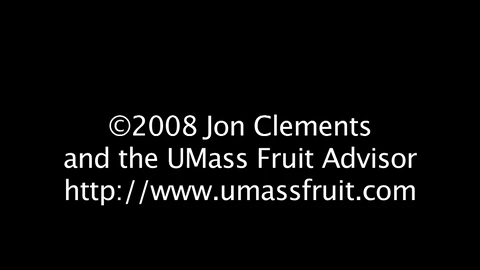 ©2008 Jon Clements
and the UMass Fruit Advisor
http://www.umassfruit.com